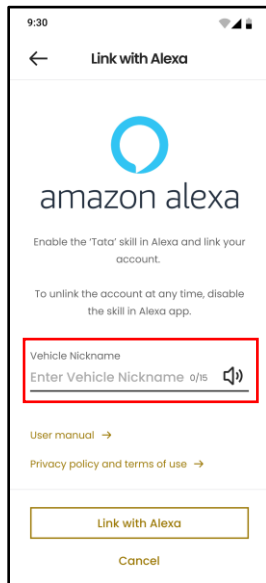 9:30
Link with Alexa
amazon alexa
Enable the 'Tata' skill in Alexa and link your
account.
To unlink the account at any time, disable
the skill in Alexa app.
Vehicle Nickname
Enter Vehicle Nickname 0/15
User manual →
Privacy policy and terms of use →
Link with Alexa
Cancel